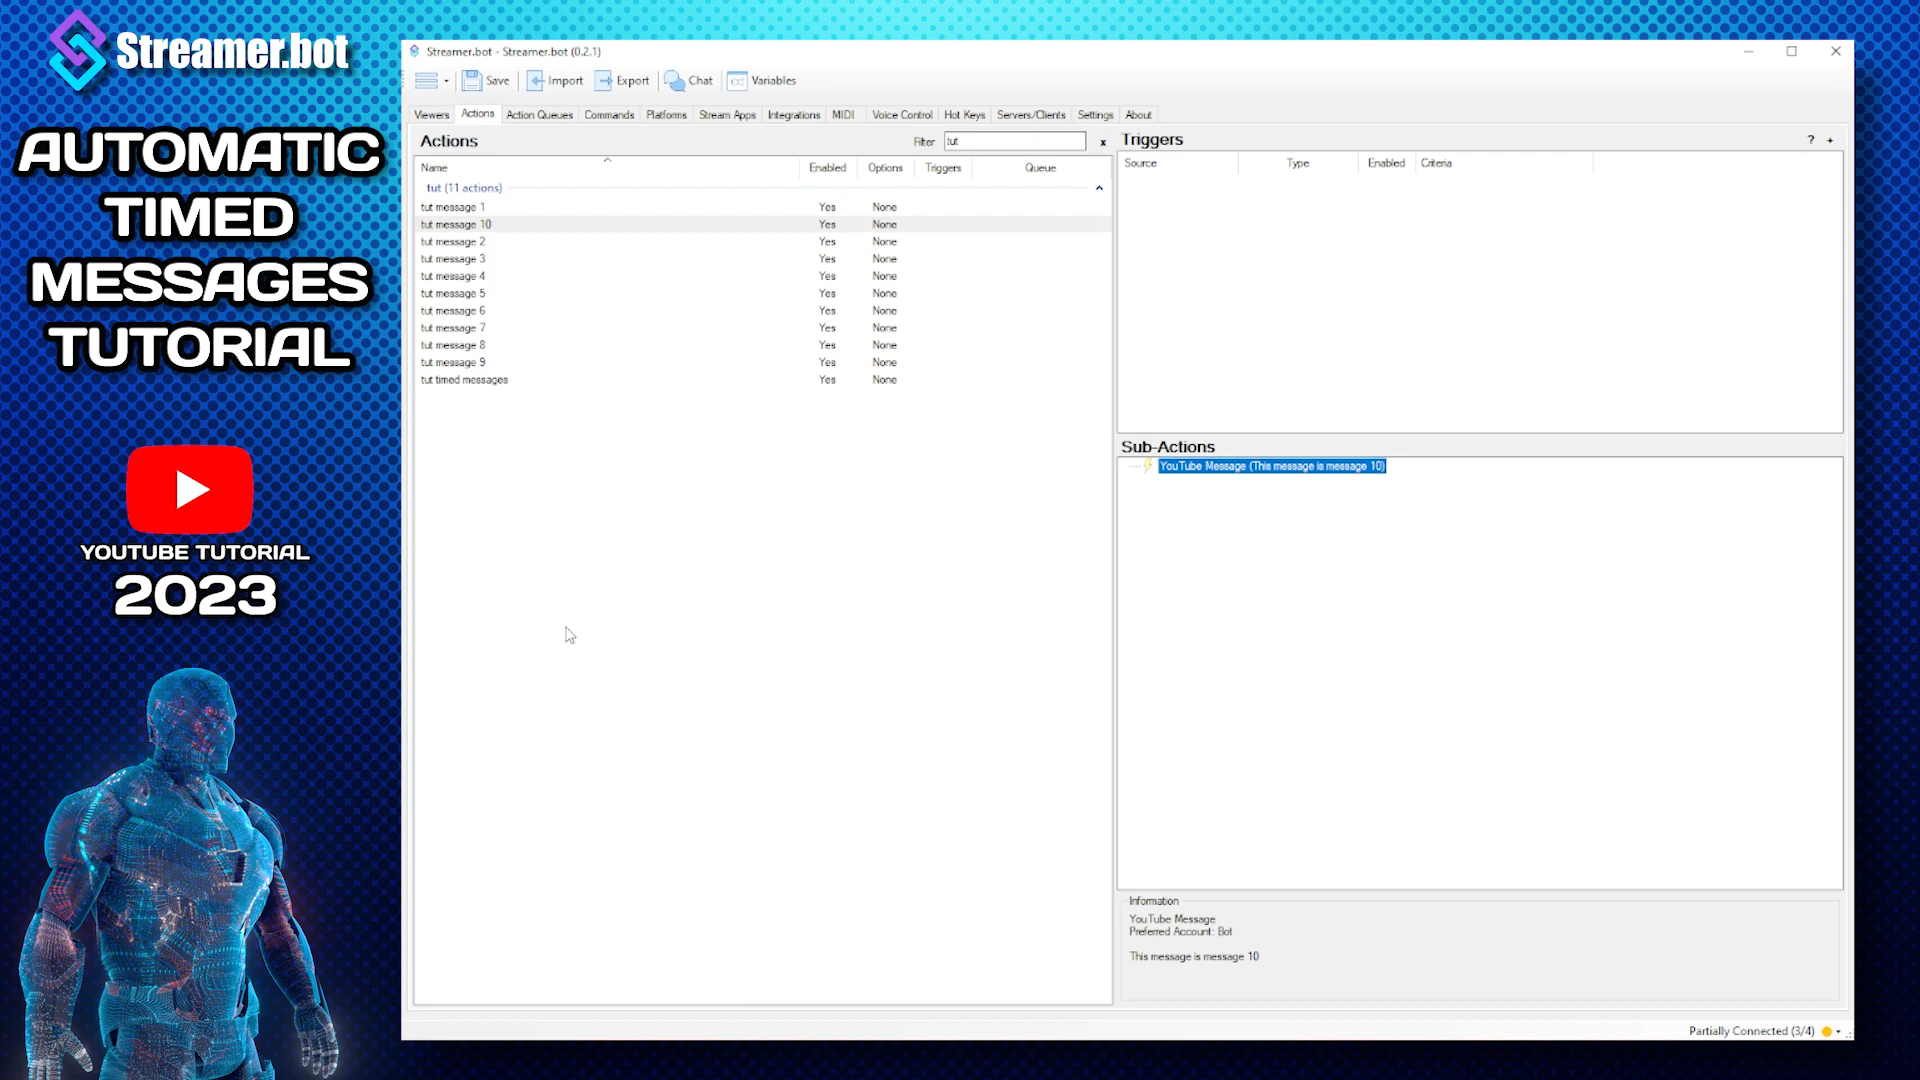 Streamer.bot
AUTOMATIC
TIMED
MESSAGES
TUTORIAL
YOUTUBE TUTORIAL
2023
Streamer.bot - Streamer.bot (0.2.1)
Save Import Export Chat Variables
Viewers Actions Action Queues Commands Platforms Stream Apps Integrations MIDI Voice Control Hot Keys Servers/Clients Settings About
Actions Filter tut x
Name Enabled Options Triggers Queue
tut (11 actions)
tut message 1 Yes None
tut message 10 Yes None
tut message 2 Yes None
tut message 3 Yes None
tut message 4 Yes None
tut message 5 Yes None
tut message 6 Yes None
tut message 7 Yes None
tut message 8 Yes None
tut message 9 Yes None
tut timed messages Yes None
Triggers ? +
Source Type Enabled Criteria
Sub-Actions
YouTube Message (This message is message 10)
Information
YouTube Message
Preferred Account: Bot
This message is message 10
Partially Connected (3/4)